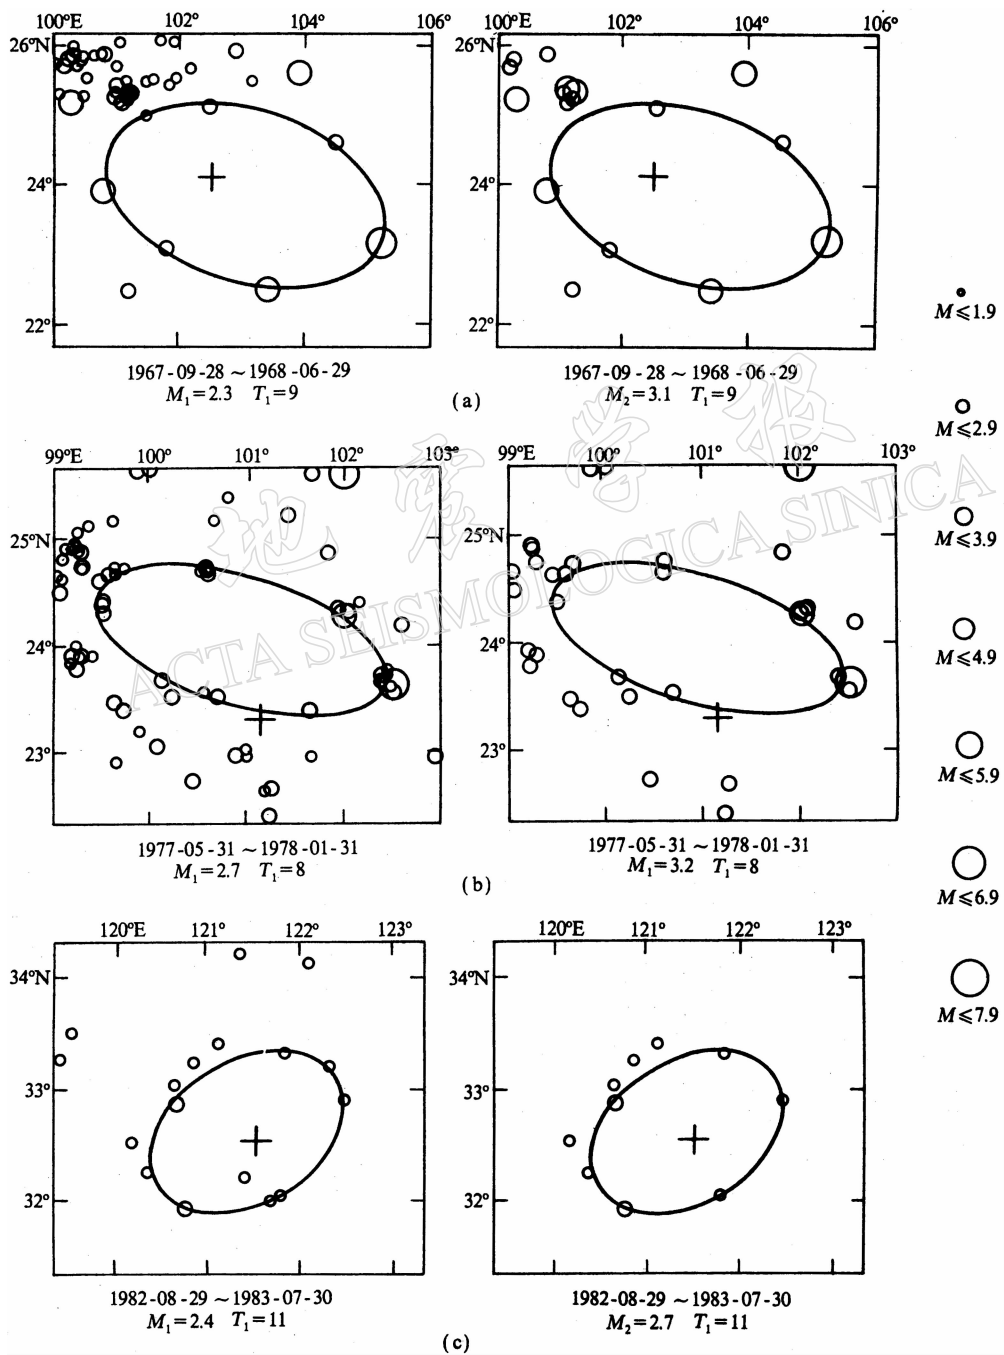 100°E 102° 104° 106° 100°E 102° 104° 106°
26°N 26°N
24° 24°
22° 22°
M≤1.9
1967-09-28～1968-06-29 1967-09-28～1968-06-29
M₁=2.3 T₁=9 M₂=3.1 T₁=9
(a)
M≤2.9
99°E 100° 101° 102° 103° 99°E 100° 101° 102° 103°
地震学报
ACTA SEISMOLOGICA SINICA
25°N 25°N
M≤3.9
24° 24°
M≤4.9
23° 23°
M≤5.9
1977-05-31～1978-01-31 1977-05-31～1978-01-31
M₁=2.7 T₁=8 M₁=3.2 T₁=8
(b)
M≤6.9
120°E 121° 122° 123° 120°E 121° 122° 123°
34°N 34°N
M≤7.9
33° 33°
32° 32°
1982-08-29～1983-07-30 1982-08-29～1983-07-30
M₁=2.4 T₁=11 M₂=2.7 T₁=11
(c)